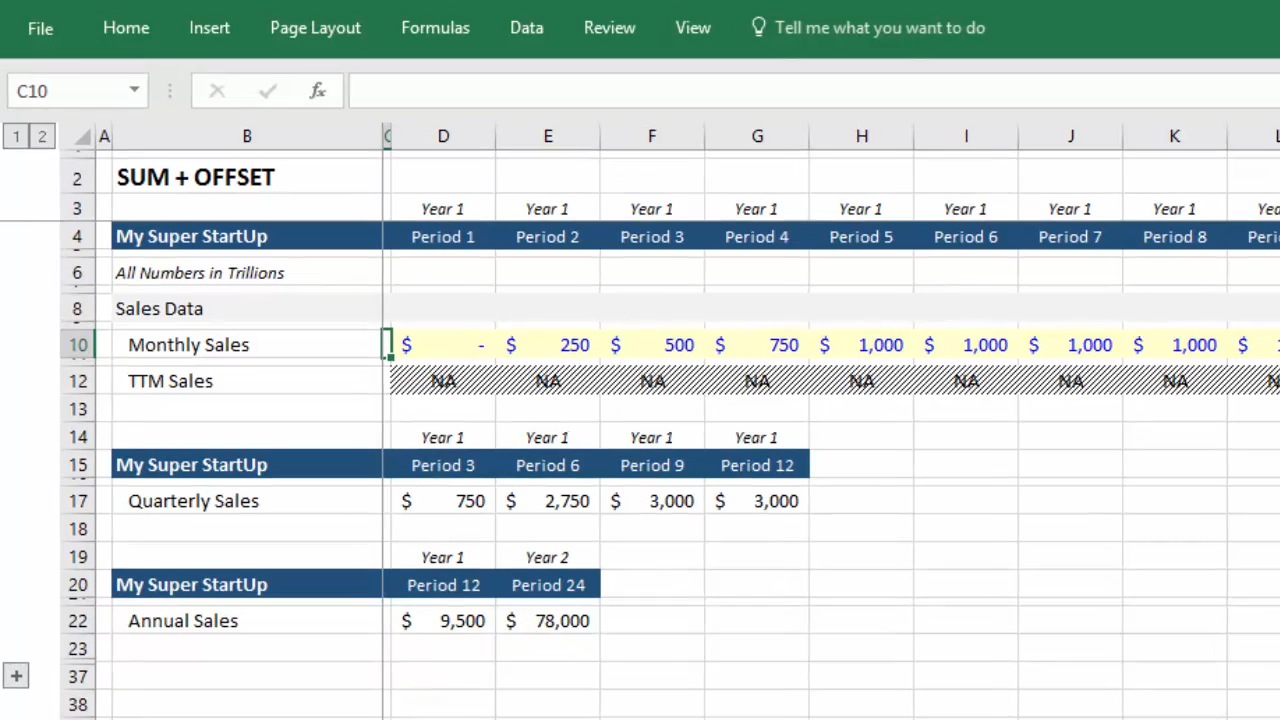 File Home Insert Page Layout Formulas Data Review View Tell me what you want to do
C10 fx
1 2 A B C D E F G H I J K L
2 SUM + OFFSET
3 Year 1 Year 1 Year 1 Year 1 Year 1 Year 1 Year 1 Year 1
4 My Super StartUp Period 1 Period 2 Period 3 Period 4 Period 5 Period 6 Period 7 Period 8
6 All Numbers in Trillions
8 Sales Data
10 Monthly Sales $ - $ 250 $ 500 $ 750 $ 1,000 $ 1,000 $ 1,000 $ 1,000 $
12 TTM Sales NA NA NA NA NA NA NA NA
13
14 Year 1 Year 1 Year 1 Year 1
15 My Super StartUp Period 3 Period 6 Period 9 Period 12
17 Quarterly Sales $ 750 $ 2,750 $ 3,000 $ 3,000
18
19 Year 1 Year 2
20 My Super StartUp Period 12 Period 24
22 Annual Sales $ 9,500 $ 78,000
23
+ 37
38